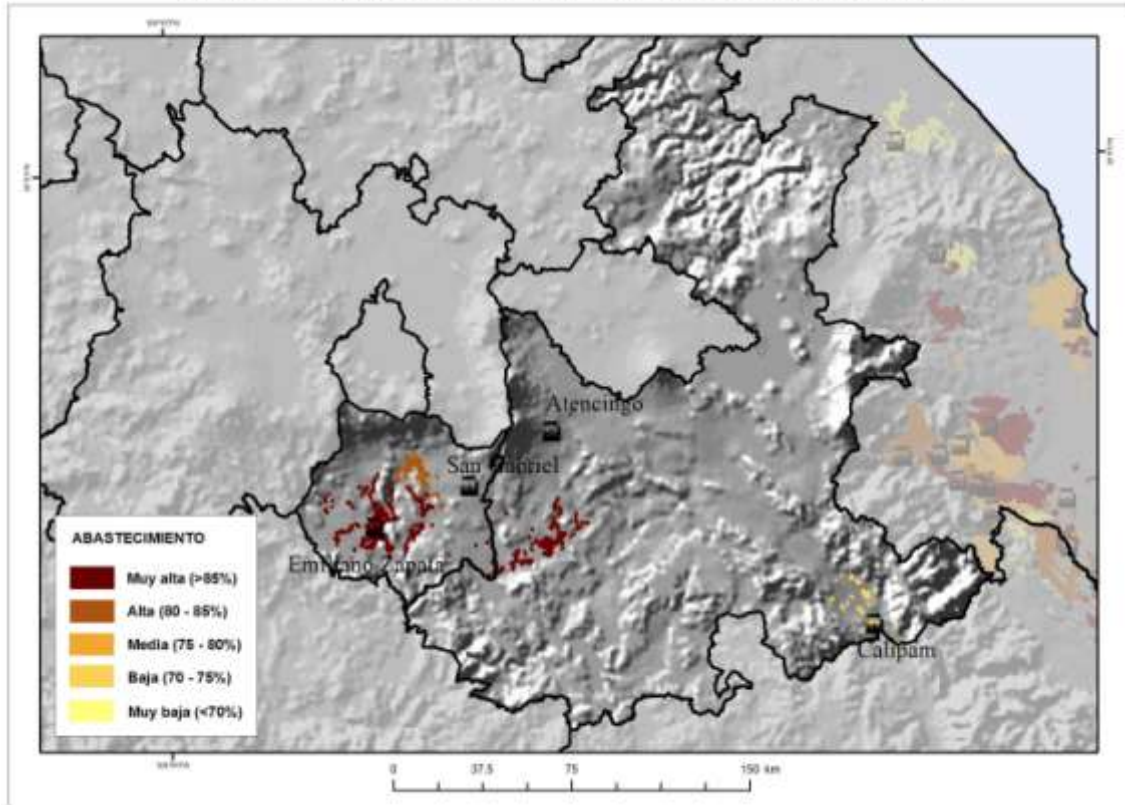 Atencingo
San Gabriel
Emiliano Zapata
Calipam
ABASTECIMIENTO
Muy alta (>85%)
Alta (80 - 85%)
Media (75 - 80%)
Baja (70 - 75%)
Muy baja (<70%)
0 37.5 75 150 km